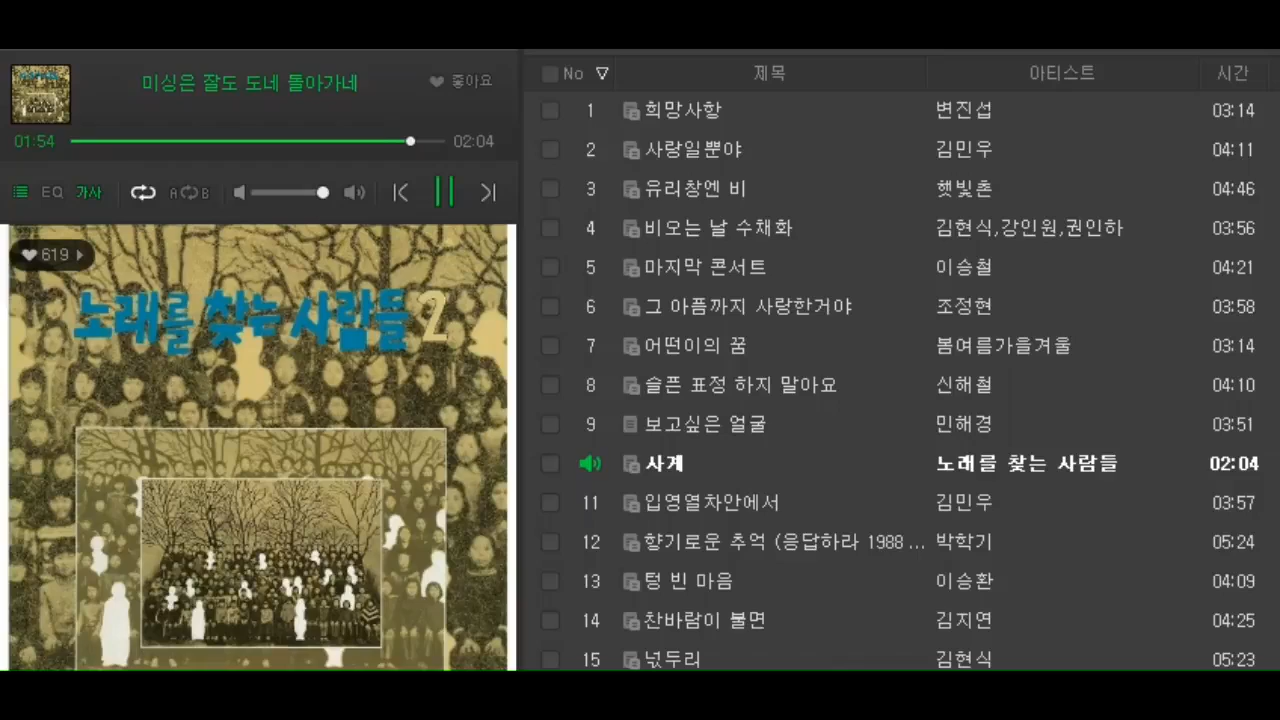 미싱은 잘도 도네 돌아가네
좋아요
01:54
02:04
EQ 가사 A B
619
노래를 찾는 사람들 2
No 제목 아티스트 시간
1 희망사항 변진섭 03:14
2 사랑일뿐야 김민우 04:11
3 유리창엔 비 햇빛촌 04:46
4 비오는 날 수채화 김현식,강인원,권인하 03:56
5 마지막 콘서트 이승철 04:21
6 그 아픔까지 사랑한거야 조정현 03:58
7 어떤이의 꿈 봄여름가을겨울 03:14
8 슬픈 표정 하지 말아요 신해철 04:10
9 보고싶은 얼굴 민해경 03:51
사계 노래를 찾는 사람들 02:04
11 입영열차안에서 김민우 03:57
12 향기로운 추억 (응답하라 1988 ... 박학기 05:24
13 텅 빈 마음 이승환 04:09
14 찬바람이 불면 김지연 04:25
15 넋두리 김현식 05:23